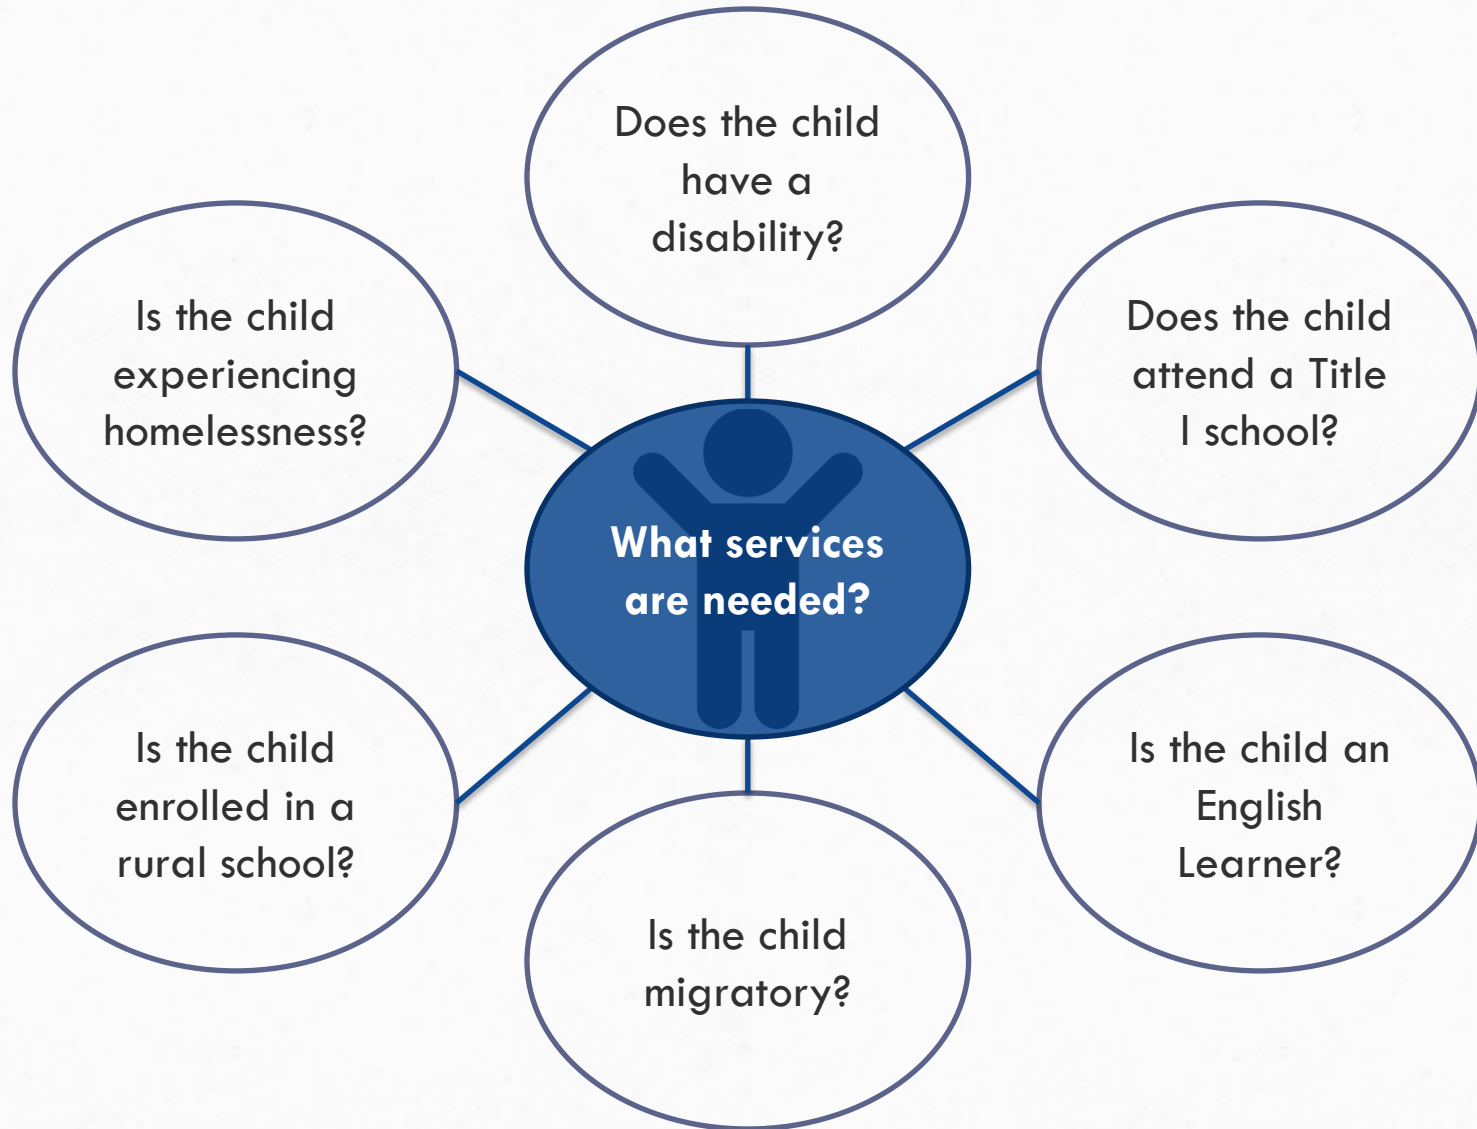 Does the child
have a
disability?
Is the child
experiencing
homelessness?
Does the child
attend a Title
I school?
What services
are needed?
Is the child
enrolled in a
rural school?
Is the child an
English
Learner?
Is the child
migratory?